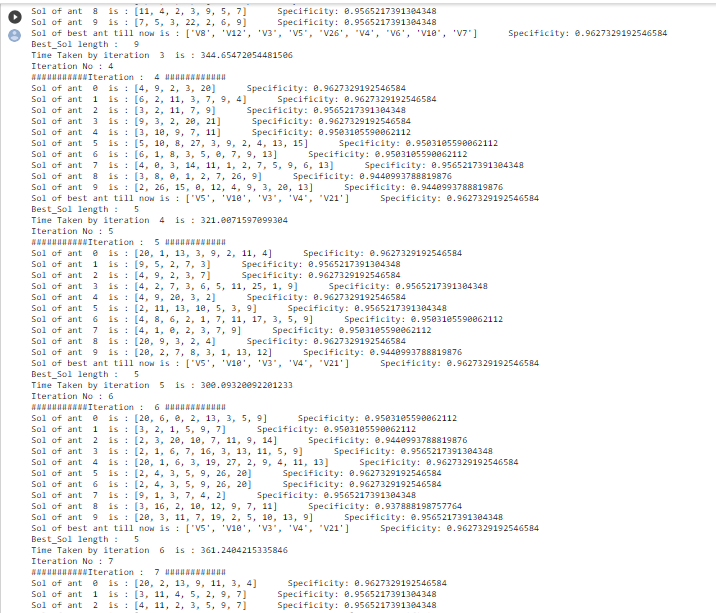 Sol of ant 8 is : [11, 4, 2, 3, 9, 5, 7] Specificity: 0.9565217391304348
Sol of ant 9 is : [7, 5, 3, 22, 2, 6, 9] Specificity: 0.9565217391304348
Sol of best ant till now is : ['V8', 'V12', 'V3', 'V5', 'V26', 'V4', 'V6', 'V10', 'V7'] Specificity: 0.9627329192546584
Best_Sol length : 9
Time Taken by iteration 3 is : 344.65472054481506
Iteration No : 4
###########Iteration : 4 ############
Sol of ant 0 is : [4, 9, 2, 3, 20] Specificity: 0.9627329192546584
Sol of ant 1 is : [6, 2, 11, 3, 7, 9, 4] Specificity: 0.9627329192546584
Sol of ant 2 is : [3, 2, 11, 7, 9] Specificity: 0.9565217391304348
Sol of ant 3 is : [9, 3, 2, 20, 21] Specificity: 0.9627329192546584
Sol of ant 4 is : [3, 10, 9, 7, 11] Specificity: 0.9503105590062112
Sol of ant 5 is : [5, 10, 8, 27, 3, 9, 2, 4, 13, 15] Specificity: 0.9503105590062112
Sol of ant 6 is : [6, 1, 8, 3, 5, 0, 7, 9, 13] Specificity: 0.9503105590062112
Sol of ant 7 is : [4, 0, 3, 14, 11, 1, 2, 7, 5, 9, 6, 13] Specificity: 0.9565217391304348
Sol of ant 8 is : [3, 8, 0, 1, 2, 7, 26, 9] Specificity: 0.9440993788819876
Sol of ant 9 is : [2, 26, 15, 0, 12, 4, 9, 3, 20, 13] Specificity: 0.9440993788819876
Sol of best ant till now is : ['V5', 'V10', 'V3', 'V4', 'V21'] Specificity: 0.9627329192546584
Best_Sol length : 5
Time Taken by iteration 4 is : 321.0071597099304
Iteration No : 5
###########Iteration : 5 ############
Sol of ant 0 is : [20, 1, 13, 3, 9, 2, 11, 4] Specificity: 0.9627329192546584
Sol of ant 1 is : [9, 5, 2, 7, 3] Specificity: 0.9565217391304348
Sol of ant 2 is : [4, 9, 2, 3, 7] Specificity: 0.9627329192546584
Sol of ant 3 is : [4, 2, 7, 3, 6, 5, 11, 25, 1, 9] Specificity: 0.9565217391304348
Sol of ant 4 is : [4, 9, 20, 3, 2] Specificity: 0.9627329192546584
Sol of ant 5 is : [2, 11, 13, 10, 5, 3, 9] Specificity: 0.9565217391304348
Sol of ant 6 is : [4, 8, 6, 2, 1, 7, 11, 17, 3, 5, 9] Specificity: 0.9503105590062112
Sol of ant 7 is : [4, 1, 0, 2, 3, 7, 9] Specificity: 0.9503105590062112
Sol of ant 8 is : [20, 9, 3, 2, 4] Specificity: 0.9627329192546584
Sol of ant 9 is : [20, 2, 7, 8, 3, 1, 13, 12] Specificity: 0.9440993788819876
Sol of best ant till now is : ['V5', 'V10', 'V3', 'V4', 'V21'] Specificity: 0.9627329192546584
Best_Sol length : 5
Time Taken by iteration 5 is : 300.09320092201233
Iteration No : 6
###########Iteration : 6 ############
Sol of ant 0 is : [20, 6, 0, 2, 13, 3, 5, 9] Specificity: 0.9503105590062112
Sol of ant 1 is : [3, 2, 1, 5, 9, 7] Specificity: 0.9503105590062112
Sol of ant 2 is : [2, 3, 20, 10, 7, 11, 9, 14] Specificity: 0.9440993788819876
Sol of ant 3 is : [2, 1, 6, 7, 16, 3, 13, 11, 5, 9] Specificity: 0.9565217391304348
Sol of ant 4 is : [20, 1, 6, 3, 19, 27, 2, 9, 4, 11, 13] Specificity: 0.9627329192546584
Sol of ant 5 is : [2, 4, 3, 5, 9, 26, 20] Specificity: 0.9627329192546584
Sol of ant 6 is : [2, 4, 3, 5, 9, 26, 20] Specificity: 0.9627329192546584
Sol of ant 7 is : [9, 1, 3, 7, 4, 2] Specificity: 0.9565217391304348
Sol of ant 8 is : [3, 16, 2, 10, 12, 9, 7, 11] Specificity: 0.937888198757764
Sol of ant 9 is : [20, 3, 11, 7, 19, 2, 5, 10, 13, 9] Specificity: 0.9565217391304348
Sol of best ant till now is : ['V5', 'V10', 'V3', 'V4', 'V21'] Specificity: 0.9627329192546584
Best_Sol length : 5
Time Taken by iteration 6 is : 361.2404215335846
Iteration No : 7
###########Iteration : 7 ############
Sol of ant 0 is : [20, 2, 13, 9, 11, 3, 4] Specificity: 0.9627329192546584
Sol of ant 1 is : [3, 11, 4, 5, 2, 9, 7] Specificity: 0.9565217391304348
Sol of ant 2 is : [4, 11, 2, 3, 5, 9, 7] Specificity: 0.9565217391304348